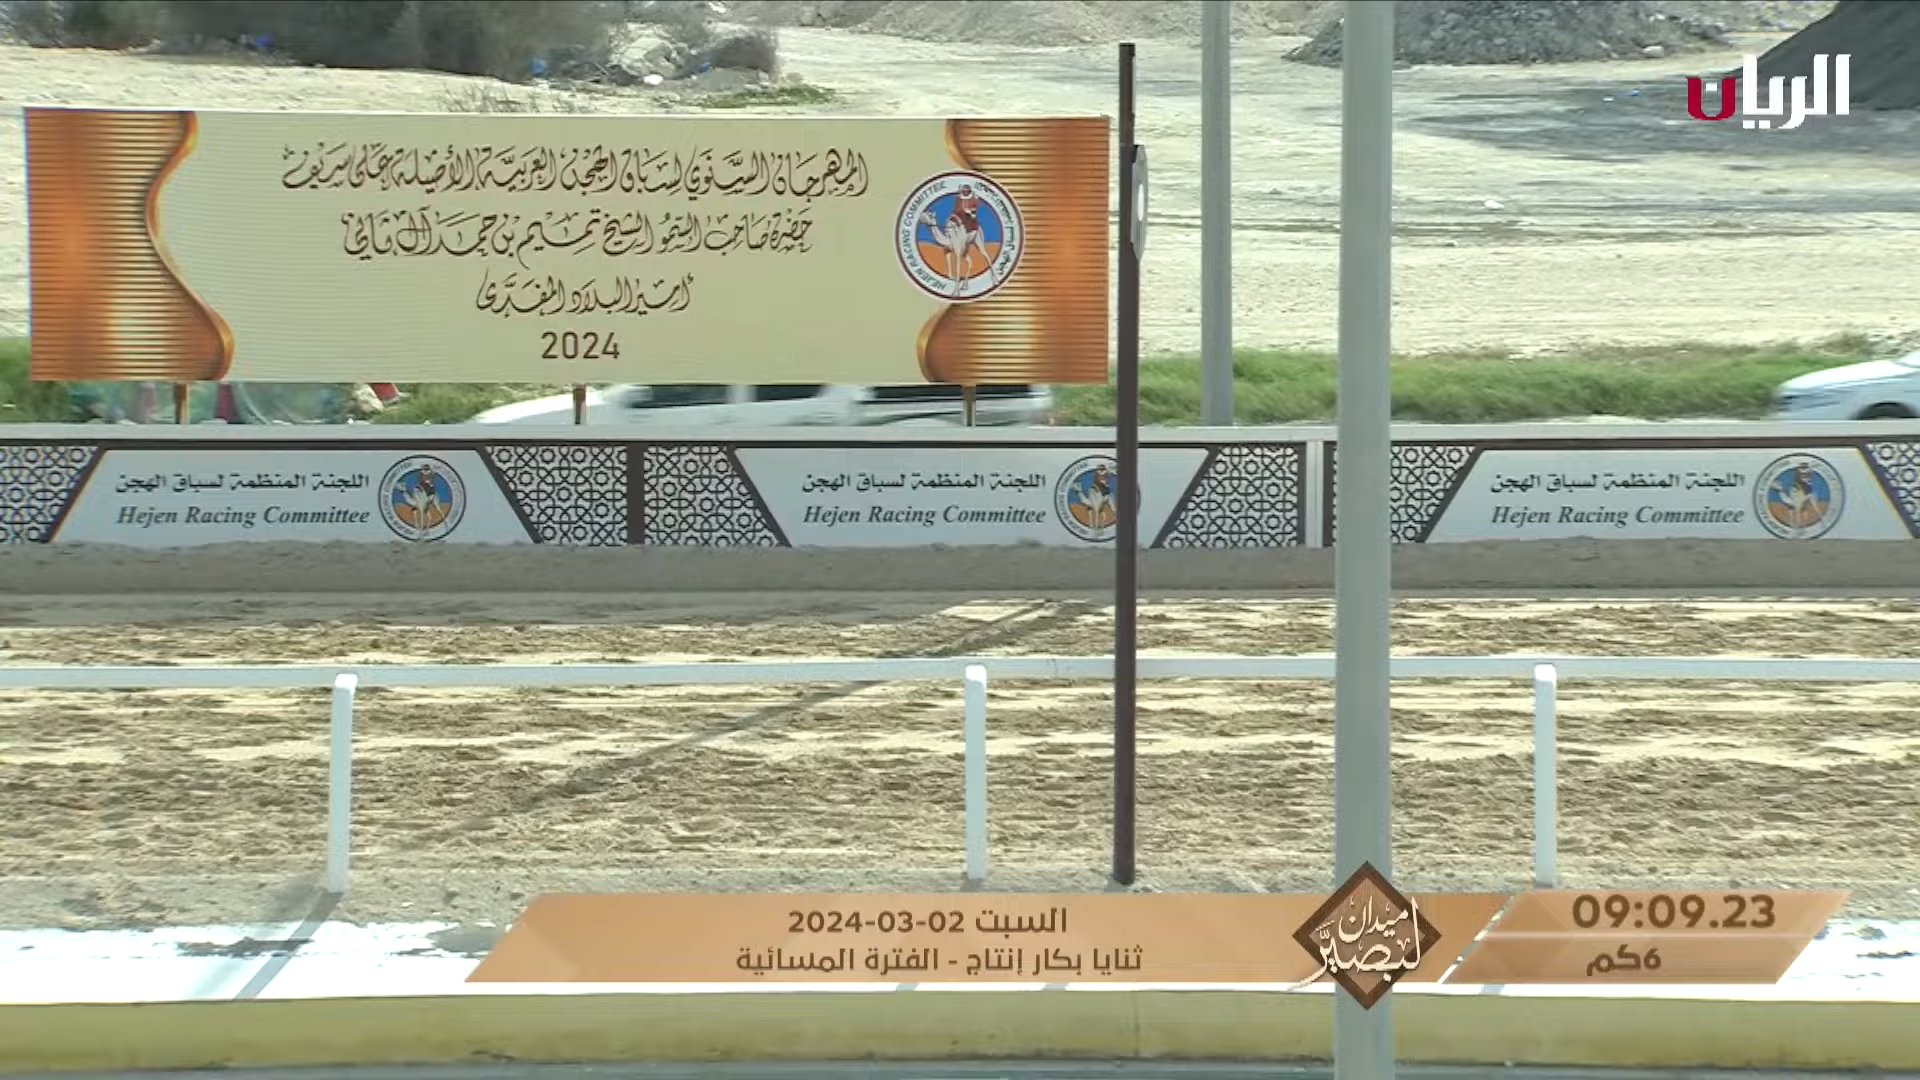 الريان
المهرجان السنوي لسباق الهجن العربية الأصيلة على سيف
حضرة صاحب السمو الشيخ تميم بن حمد آل ثاني
أمير البلاد المفدى
2024
HEJEN RACING COMMITTEE
اللجنة المنظمة لسباق الهجن
Hejen Racing Committee
اللجنة المنظمة لسباق الهجن
Hejen Racing Committee
اللجنة المنظمة لسباق الهجن
Hejen Racing Committee
السبت 02-03-2024
ثنايا بكار إنتاج - الفترة المسائية
ميدان لبصير
09:09.23
6كم